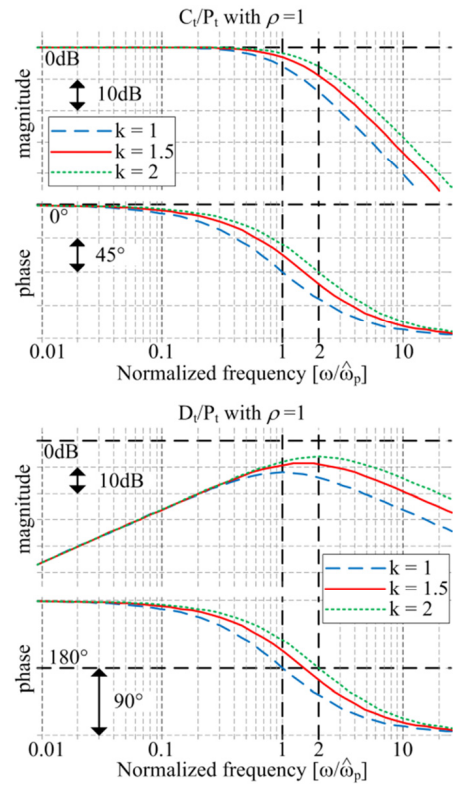 Cₜ/Pₜ with ρ=1
0dB
10dB
magnitude
k = 1
k = 1.5
k = 2
0°
45°
phase
0.01 0.1 1 2 10
Normalized frequency [ω/ω̂ₚ]
Dₜ/Pₜ with ρ=1
0dB
10dB
magnitude
k = 1
k = 1.5
k = 2
180°
90°
phase
0.01 0.1 1 2 10
Normalized frequency [ω/ω̂ₚ]